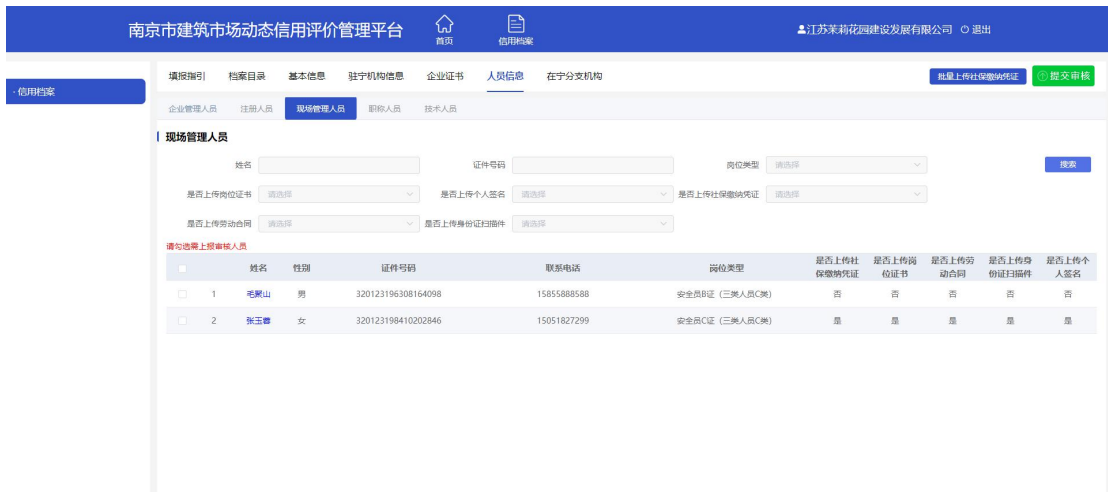 南京市建筑市场动态信用评价管理平台 首页 信用档案 江苏茉莉花园建设发展有限公司 退出
· 信用档案
填报指引 档案目录 基本信息 驻宁机构信息 企业证书 人员信息 在宁分支机构 批量上传社保缴纳凭证 提交审核
企业管理人员 注册人员 现场管理人员 职称人员 技术人员
现场管理人员
姓名 证件号码 岗位类型 请选择 搜索
是否上传岗位证书 请选择 是否上传个人签名 请选择 是否上传社保缴纳凭证 请选择
是否上传劳动合同 请选择 是否上传身份证扫描件 请选择
请勾选需上报审核人员
姓名 性别 证件号码 联系电话 岗位类型 是否上传社保缴纳凭证 是否上传岗位证书 是否上传劳动合同 是否上传身份证扫描件 是否上传个人签名
1 毛聚山 男 320123196308164098 15855888588 安全员B证（三类人员C类） 否 否 否 否 否
2 张玉 女 320123198410202846 15051827299 安全员C证（三类人员C类） 是 是 是 是 是